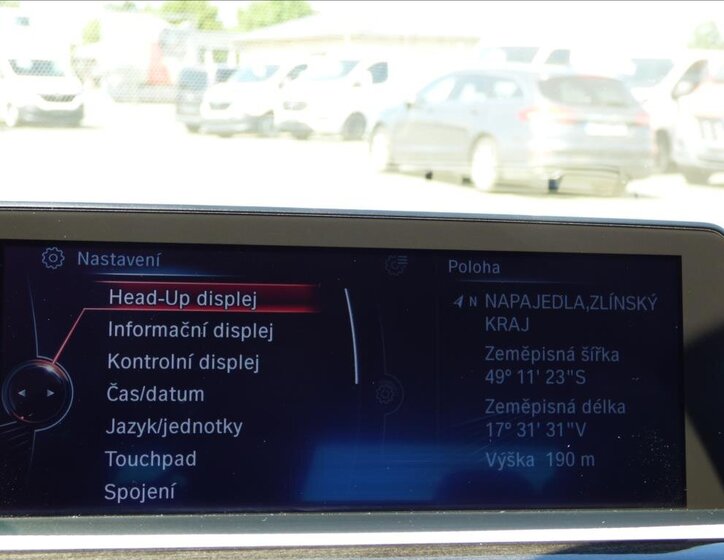 Nastavení
Head-Up displej
Informační displej
Kontrolní displej
Čas/datum
Jazyk/jednotky
Touchpad
Spojení
Poloha
N NAPAJEDLA,ZLÍNSKÝ
KRAJ
Zeměpisná šířka
49° 11' 23"S
Zeměpisná délka
17° 31' 31"V
Výška 190 m